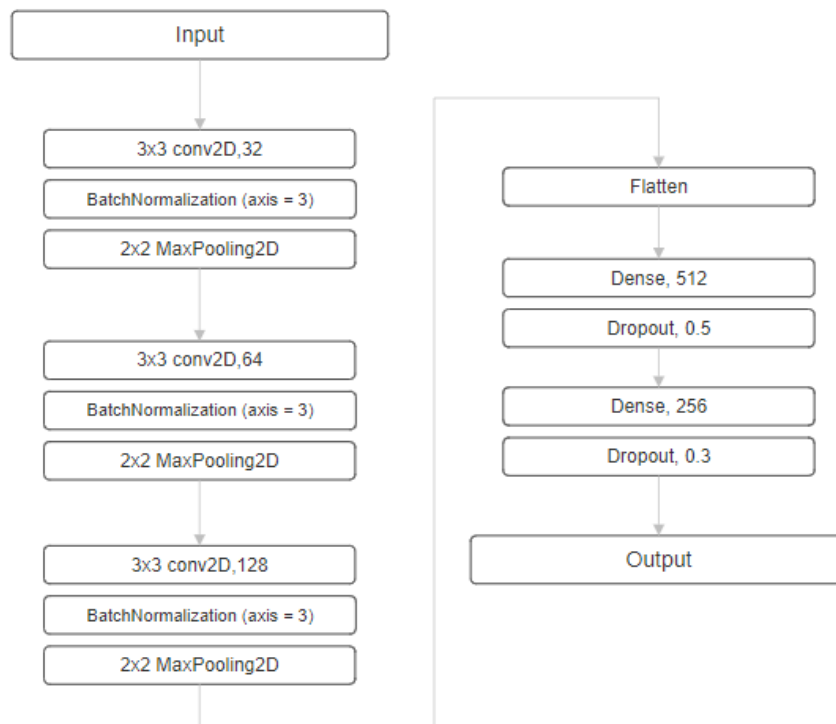 Input
3x3 conv2D,32
BatchNormalization (axis = 3)
2x2 MaxPooling2D
3x3 conv2D,64
BatchNormalization (axis = 3)
2x2 MaxPooling2D
3x3 conv2D,128
BatchNormalization (axis = 3)
2x2 MaxPooling2D
Flatten
Dense, 512
Dropout, 0.5
Dense, 256
Dropout, 0.3
Output